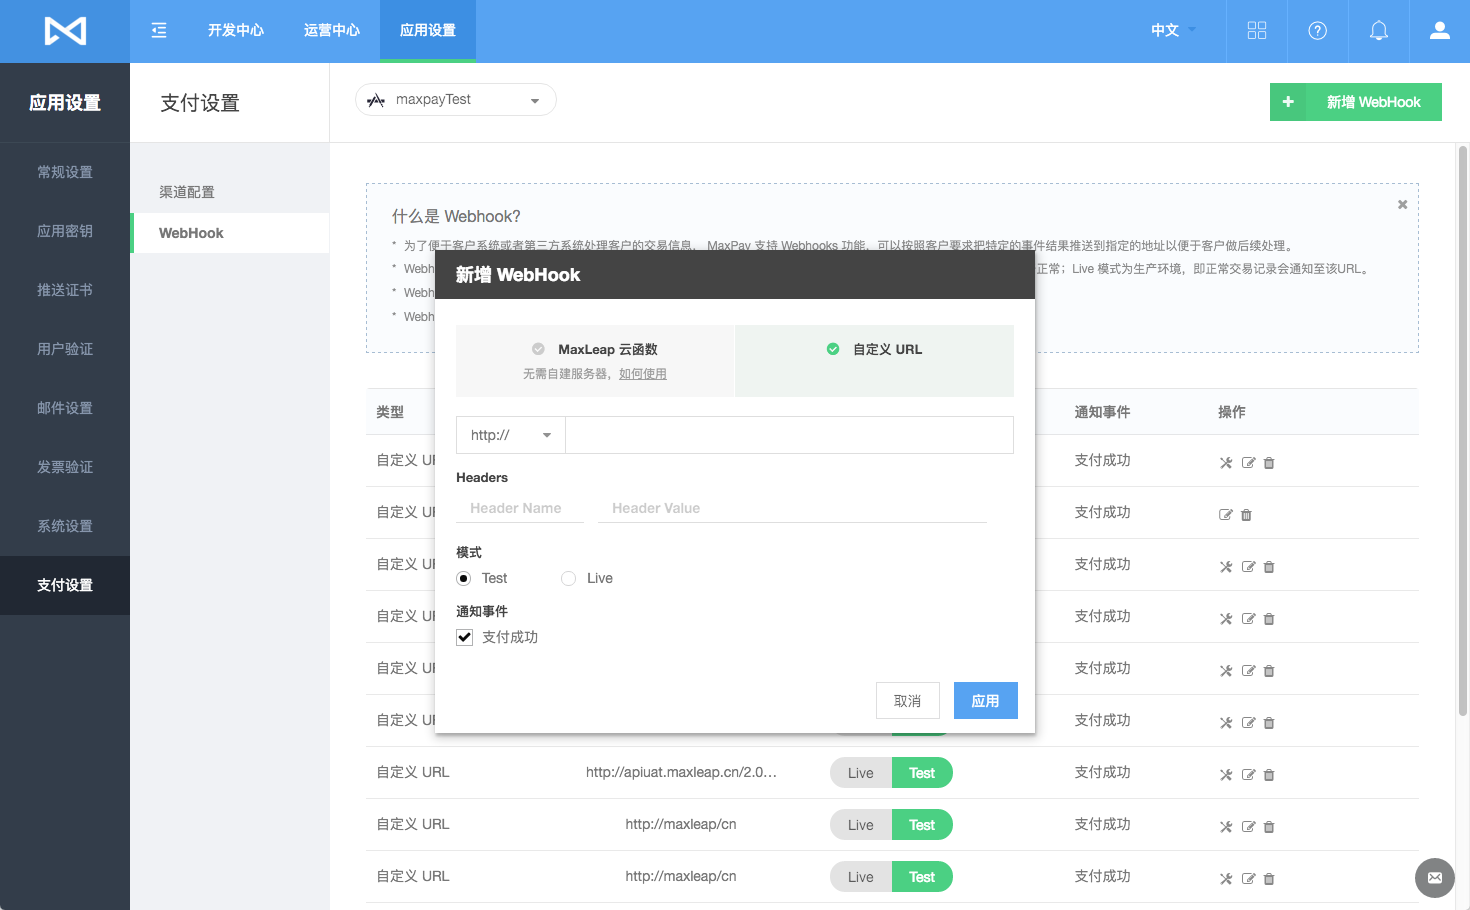 开发中心
运营中心
应用设置
中文
应用设置
支付设置
maxpayTest
新增 WebHook
常规设置
应用密钥
推送证书
用户验证
邮件设置
发票验证
系统设置
支付设置
渠道配置
WebHook
什么是 Webhook?
* 为了便于客户系统或者第三方系统处理客户的交易信息， MaxPay 支持 Webhooks 功能，可以按照客户要求把特定的事件结果推送到指定的地址以便于客户做后续处理。
* Webh 正常；Live 模式为生产环境，即正常交易记录会通知至该URL。
* Webh
* Webh
新增 WebHook
MaxLeap 云函数
无需自建服务器，如何使用
自定义 URL
http://
Headers
Header Name Header Value
模式
Test Live
通知事件
支付成功
取消 应用
类型 通知事件 操作
自定义 UR 支付成功
自定义 UR 支付成功
自定义 UR 支付成功
自定义 UR 支付成功
自定义 UR 支付成功
自定义 UR 支付成功
自定义 URL http://apiuat.maxleap.cn/2.0... Live Test 支付成功
自定义 URL http://maxleap/cn Live Test 支付成功
自定义 URL http://maxleap/cn Live Test 支付成功